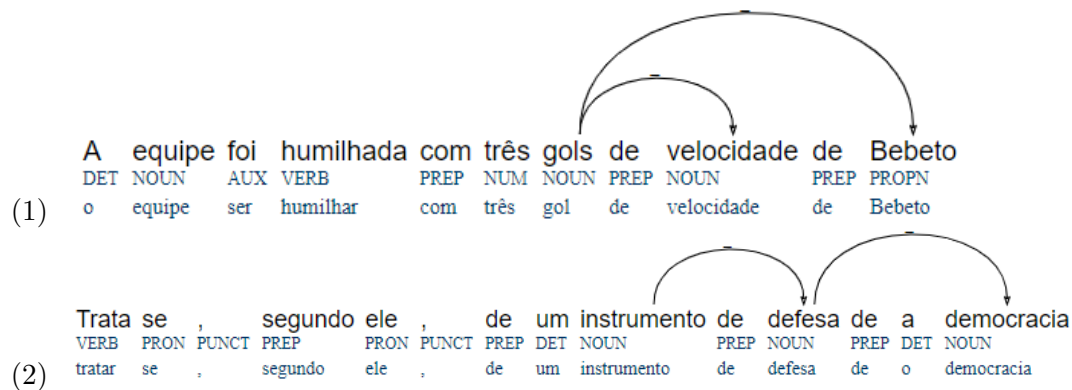 A equipe foi humilhada com três gols de velocidade de Bebeto
DET NOUN AUX VERB PREP NUM NOUN PREP NOUN PREP PROPN
(1) o equipe ser humilhar com três gol de velocidade de Bebeto
Trata se , segundo ele , de um instrumento de defesa de a democracia
VERB PRON PUNCT PREP PRON PUNCT PREP DET NOUN PREP NOUN PREP DET NOUN
(2) tratar se , segundo ele , de um instrumento de defesa de o democracia